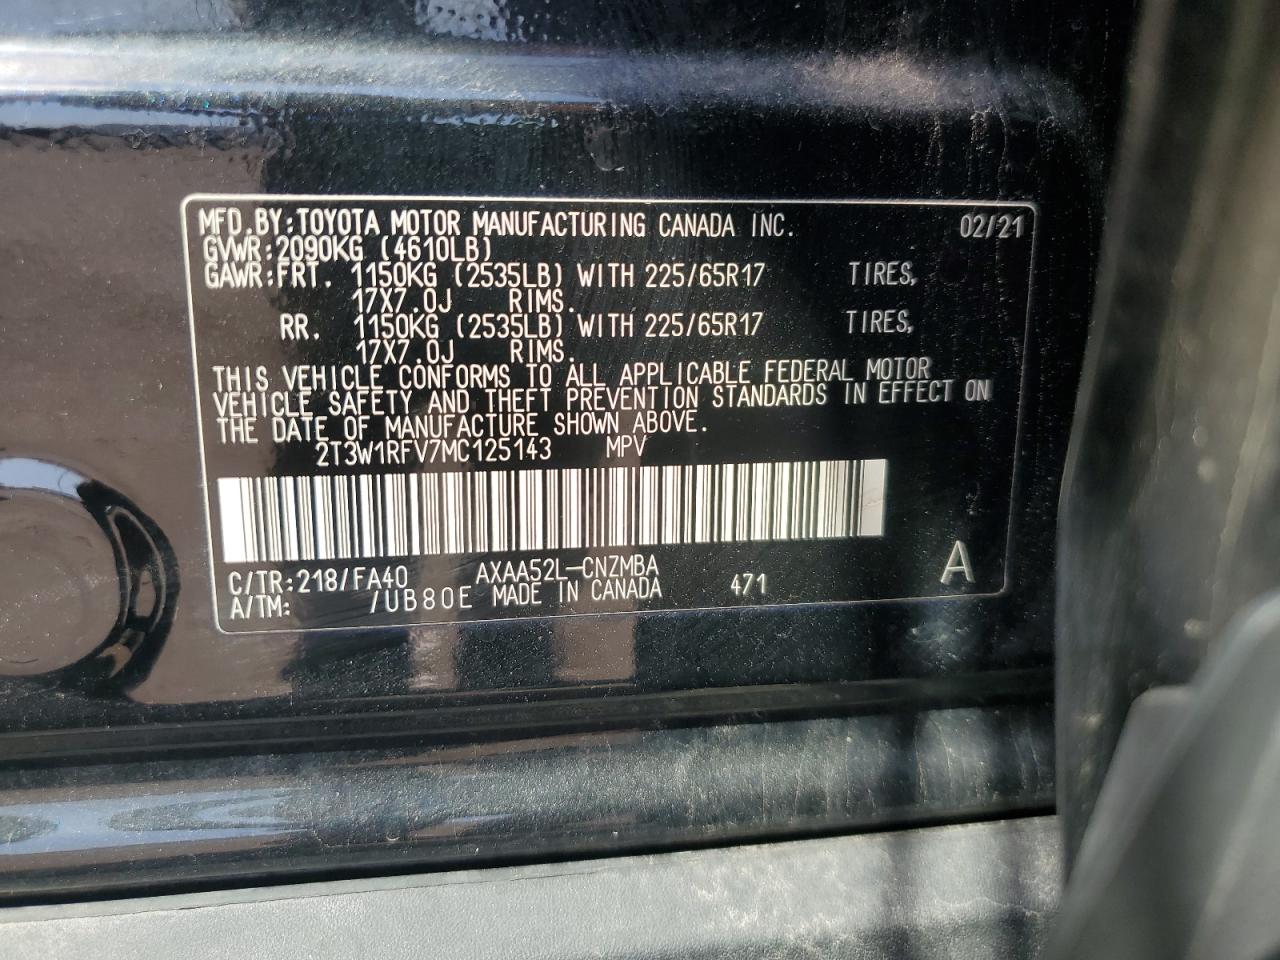 MFD.BY:TOYOTA MOTOR MANUFACTURING CANADA INC. 02/21
GVWR:2090KG (4610LB)
GAWR:FRT. 1150KG (2535LB) WITH 225/65R17 TIRES,
17X7.0J RIMS.
RR. 1150KG (2535LB) WITH 225/65R17 TIRES,
17X7.0J RIMS.
THIS VEHICLE CONFORMS TO ALL APPLICABLE FEDERAL MOTOR
VEHICLE SAFETY AND THEFT PREVENTION STANDARDS IN EFFECT ON
THE DATE OF MANUFACTURE SHOWN ABOVE.
2T3W1RFV7MC125143 MPV
C/TR:218/FA40 AXAA52L-CNZMBA A
A/TM: /UB80E MADE IN CANADA 471